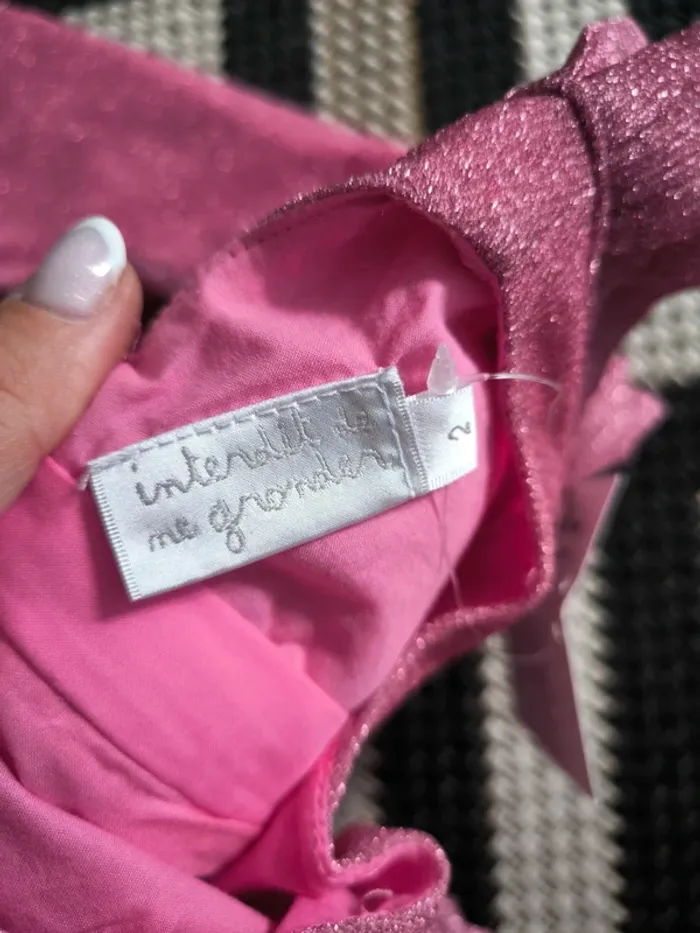 interdit de
me gronder
2